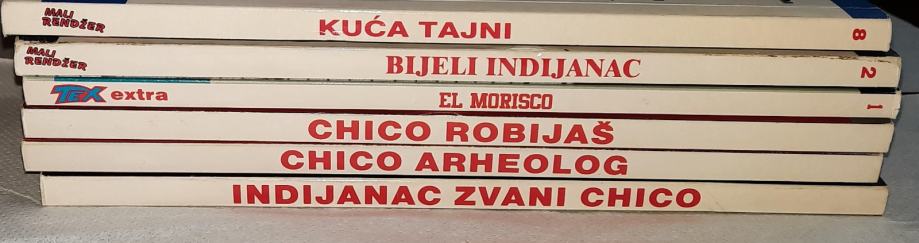 MALI RENDŽER KUĆA TAJNI 8
MALI RENDŽER BIJELI INDIJANAC 2
TEX extra EL MORISCO 1
CHICO ROBIJAŠ
CHICO ARHEOLOG
INDIJANAC ZVANI CHICO